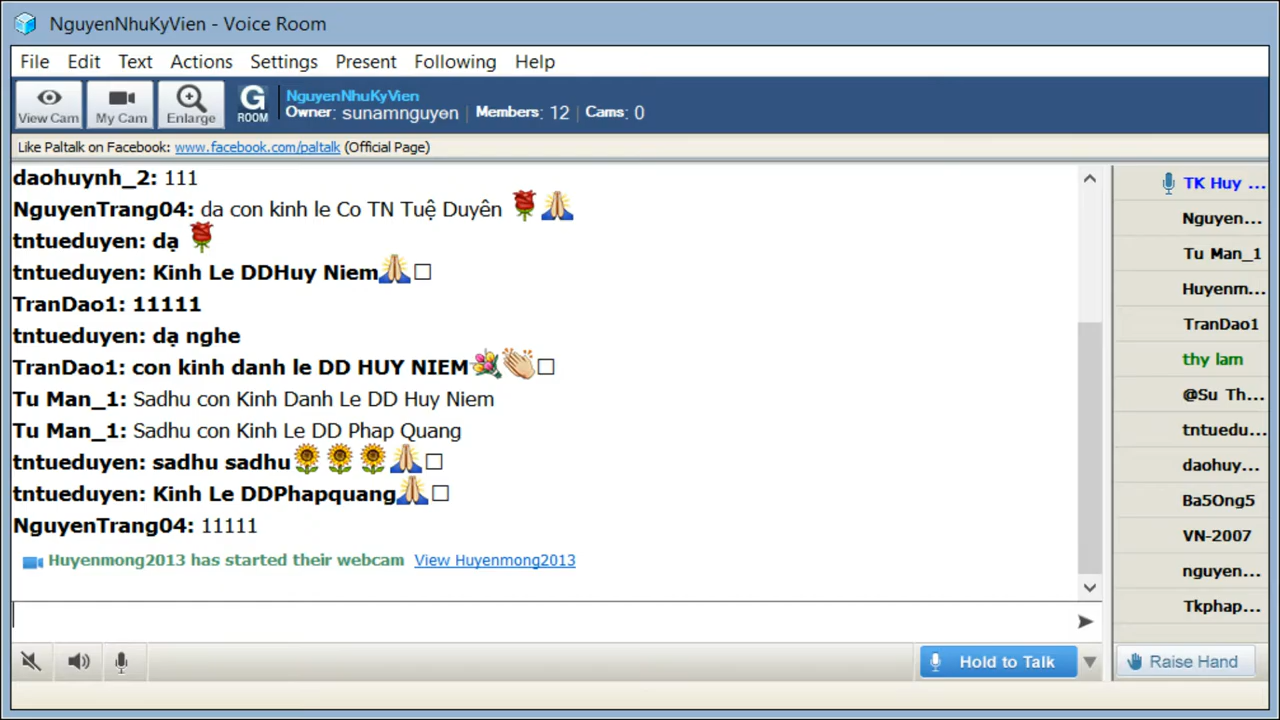 NguyenNhuKyVien - Voice Room
File Edit Text Actions Settings Present Following Help
View Cam My Cam Enlarge G ROOM
NguyenNhuKyVien
Owner: sunamnguyen | Members: 12 | Cams: 0
Like Paltalk on Facebook: www.facebook.com/paltalk (Official Page)
daohuynh_2: 111
NguyenTrang04: da con kinh le Co TN Tuệ Duyên 🌹🙏
tntueduyen: dạ 🌹
tntueduyen: Kinh Le DDHuy Niem🙏□
TranDao1: 11111
tntueduyen: dạ nghe
TranDao1: con kinh danh le DD HUY NIEM💐👏□
Tu Man_1: Sadhu con Kinh Danh Le DD Huy Niem
Tu Man_1: Sadhu con Kinh Le DD Phap Quang
tntueduyen: sadhu sadhu🌻🌻🌻🙏□
tntueduyen: Kinh Le DDPhapquang🙏□
NguyenTrang04: 11111
Huyenmong2013 has started their webcam View Huyenmong2013
TK Huy ...
Nguyen...
Tu Man_1
Huyenm...
TranDao1
thy lam
@Su Th...
tntuedu...
daohuy...
Ba5Ong5
VN-2007
nguyen...
Tkphap...
Hold to Talk
Raise Hand